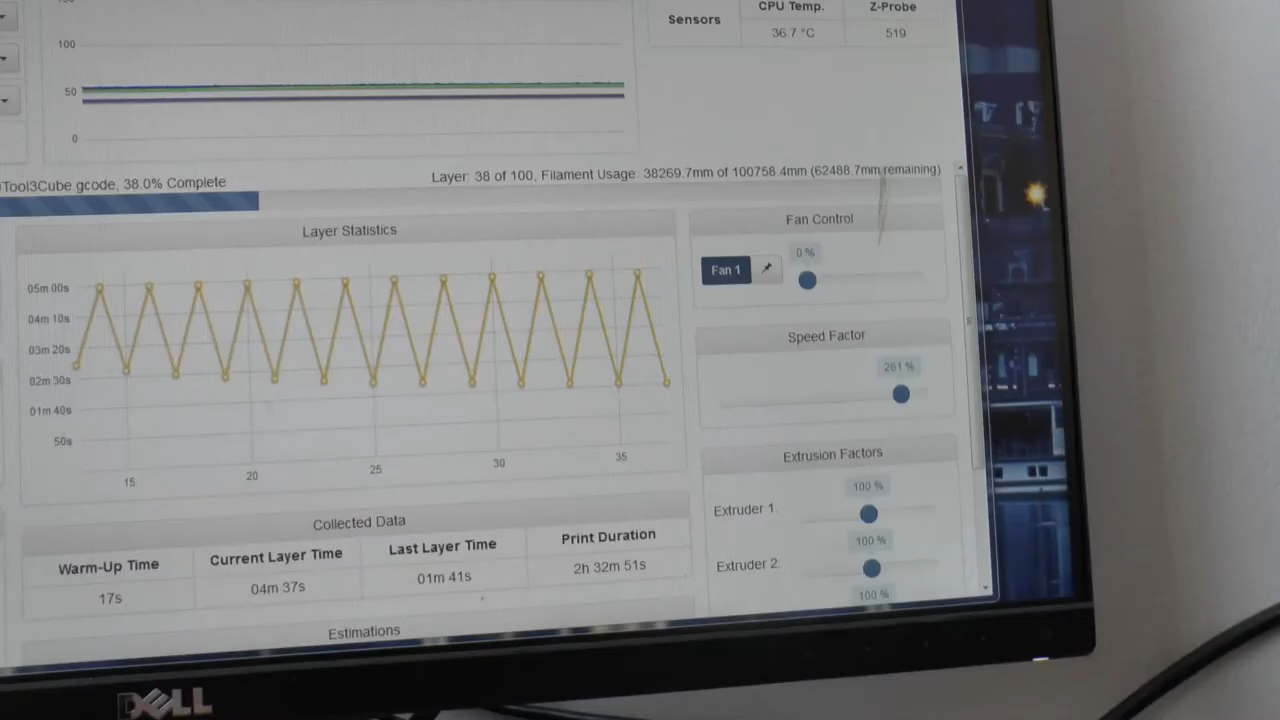 CPU Temp. Z-Probe
Sensors
36.7 °C 519
100
50
0
Tool3Cube gcode, 38.0% Complete
Layer: 38 of 100, Filament Usage: 38269.7mm of 100758.4mm (62488.7mm remaining)
Layer Statistics
05m 00s
04m 10s
03m 20s
02m 30s
01m 40s
50s
15 20 25 30 35
Fan Control
Fan 1
0 %
Speed Factor
261 %
Extrusion Factors
100 %
Extruder 1
100 %
Extruder 2
100 %
Collected Data
Warm-Up Time Current Layer Time Last Layer Time Print Duration
17s 04m 37s 01m 41s 2h 32m 51s
Estimations
DELL